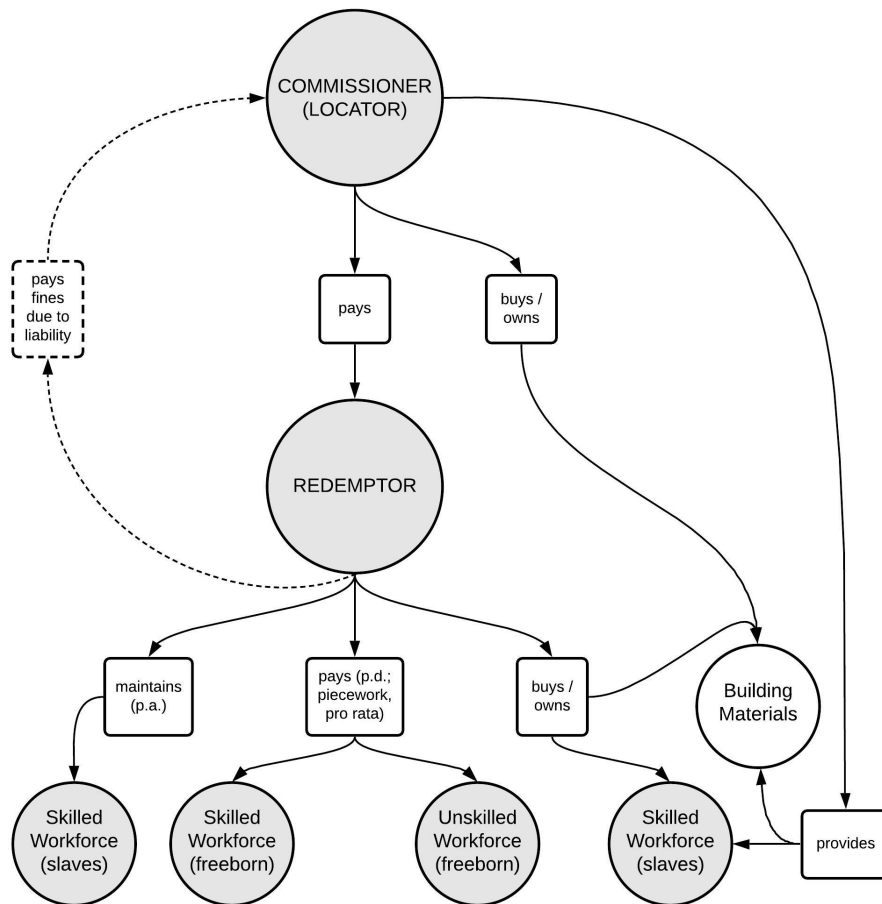 COMMISSIONER
(LOCATOR)
pays
fines
due to
liability
pays
buys /
owns
REDEMPTOR
maintains
(p.a.)
pays (p.d.;
piecework,
pro rata)
buys /
owns
Building
Materials
Skilled
Workforce
(slaves)
Skilled
Workforce
(freeborn)
Unskilled
Workforce
(freeborn)
Skilled
Workforce
(slaves)
provides